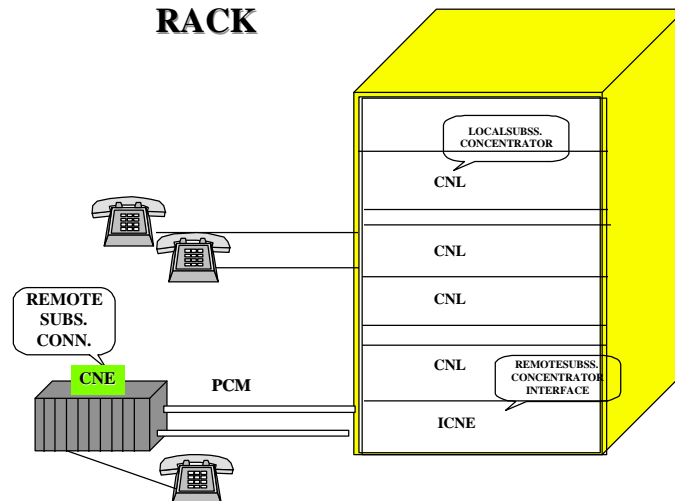 RACK
LOCALSUBSS.
CONCENTRATOR
CNL
CNL
CNL
REMOTE
SUBS.
CONN.
CNE
PCM
CNL
REMOTESUBSS.
CONCENTRATOR
INTERFACE
ICNE